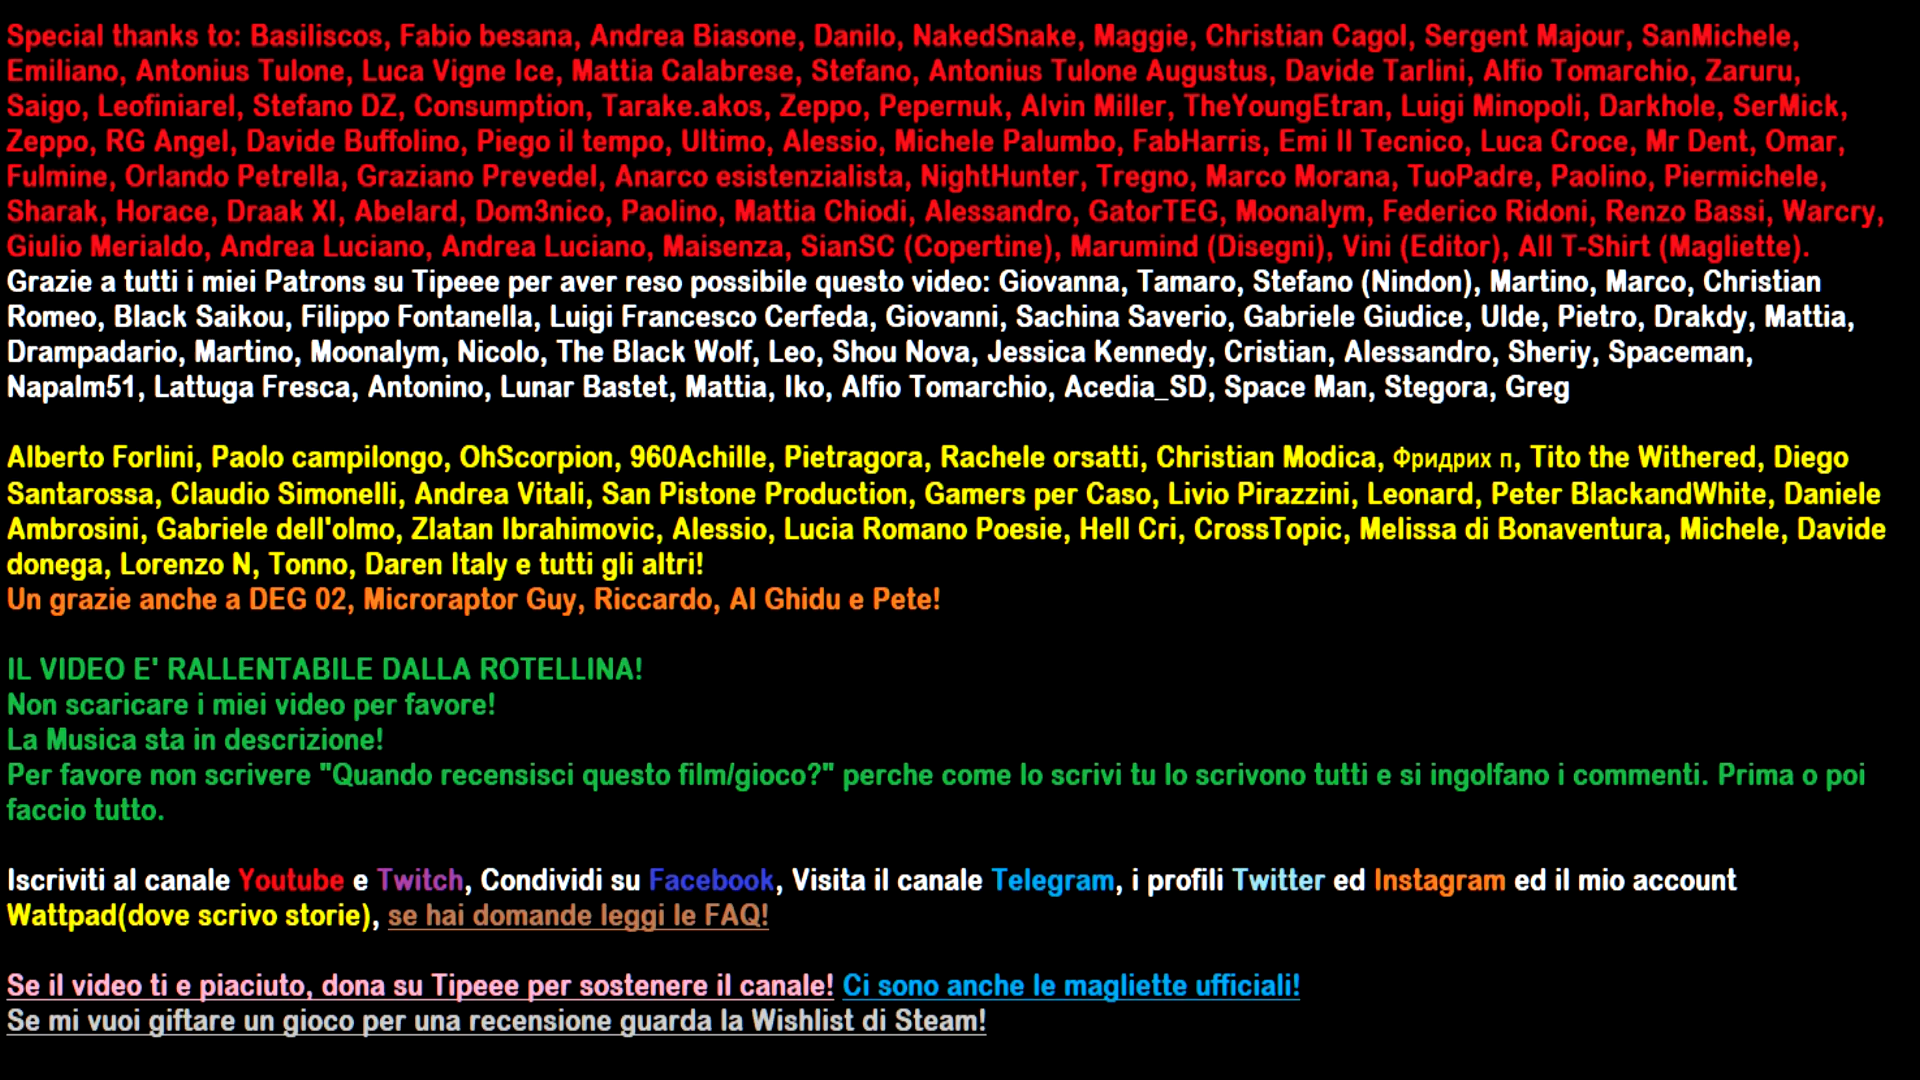 Special thanks to: Basiliscos, Fabio besana, Andrea Biasone, Danilo, NakedSnake, Maggie, Christian Cagol, Sergent Majour, SanMichele,
Emiliano, Antonius Tulone, Luca Vigne Ice, Mattia Calabrese, Stefano, Antonius Tulone Augustus, Davide Tarlini, Alfio Tomarchio, Zaruru,
Saigo, Leofiniarel, Stefano DZ, Consumption, Tarake.akos, Zeppo, Pepernuk, Alvin Miller, TheYoungEtran, Luigi Minopoli, Darkhole, SerMick,
Zeppo, RG Angel, Davide Buffolino, Piego il tempo, Ultimo, Alessio, Michele Palumbo, FabHarris, Emi Il Tecnico, Luca Croce, Mr Dent, Omar,
Fulmine, Orlando Petrella, Graziano Prevedel, Anarco esistenzialista, NightHunter, Tregno, Marco Morana, TuoPadre, Paolino, Piermichele,
Sharak, Horace, Draak XI, Abelard, Dom3nico, Paolino, Mattia Chiodi, Alessandro, GatorTEG, Moonalym, Federico Ridoni, Renzo Bassi, Warcry,
Giulio Merialdo, Andrea Luciano, Andrea Luciano, Maisenza, SianSC (Copertine), Marumind (Disegni), Vini (Editor), All T-Shirt (Magliette).
Grazie a tutti i miei Patrons su Tipeee per aver reso possibile questo video: Giovanna, Tamaro, Stefano (Nindon), Martino, Marco, Christian
Romeo, Black Saikou, Filippo Fontanella, Luigi Francesco Cerfeda, Giovanni, Sachina Saverio, Gabriele Giudice, Ulde, Pietro, Drakdy, Mattia,
Drampadario, Martino, Moonalym, Nicolo, The Black Wolf, Leo, Shou Nova, Jessica Kennedy, Cristian, Alessandro, Sheriy, Spaceman,
Napalm51, Lattuga Fresca, Antonino, Lunar Bastet, Mattia, Iko, Alfio Tomarchio, Acedia_SD, Space Man, Stegora, Greg
Alberto Forlini, Paolo campilongo, OhScorpion, 960Achille, Pietragora, Rachele orsatti, Christian Modica, Фридрих п, Tito the Withered, Diego
Santarossa, Claudio Simonelli, Andrea Vitali, San Pistone Production, Gamers per Caso, Livio Pirazzini, Leonard, Peter BlackandWhite, Daniele
Ambrosini, Gabriele dell'olmo, Zlatan Ibrahimovic, Alessio, Lucia Romano Poesie, Hell Cri, CrossTopic, Melissa di Bonaventura, Michele, Davide
donega, Lorenzo N, Tonno, Daren Italy e tutti gli altri!
Un grazie anche a DEG 02, Microraptor Guy, Riccardo, Al Ghidu e Pete!
IL VIDEO E' RALLENTABILE DALLA ROTELLINA!
Non scaricare i miei video per favore!
La Musica sta in descrizione!
Per favore non scrivere "Quando recensisci questo film/gioco?" perche come lo scrivi tu lo scrivono tutti e si ingolfano i commenti. Prima o poi
faccio tutto.
Iscriviti al canale Youtube e Twitch, Condividi su Facebook, Visita il canale Telegram, i profili Twitter ed Instagram ed il mio account
Wattpad(dove scrivo storie), se hai domande leggi le FAQ!
Se il video ti e piaciuto, dona su Tipeee per sostenere il canale! Ci sono anche le magliette ufficiali!
Se mi vuoi giftare un gioco per una recensione guarda la Wishlist di Steam!